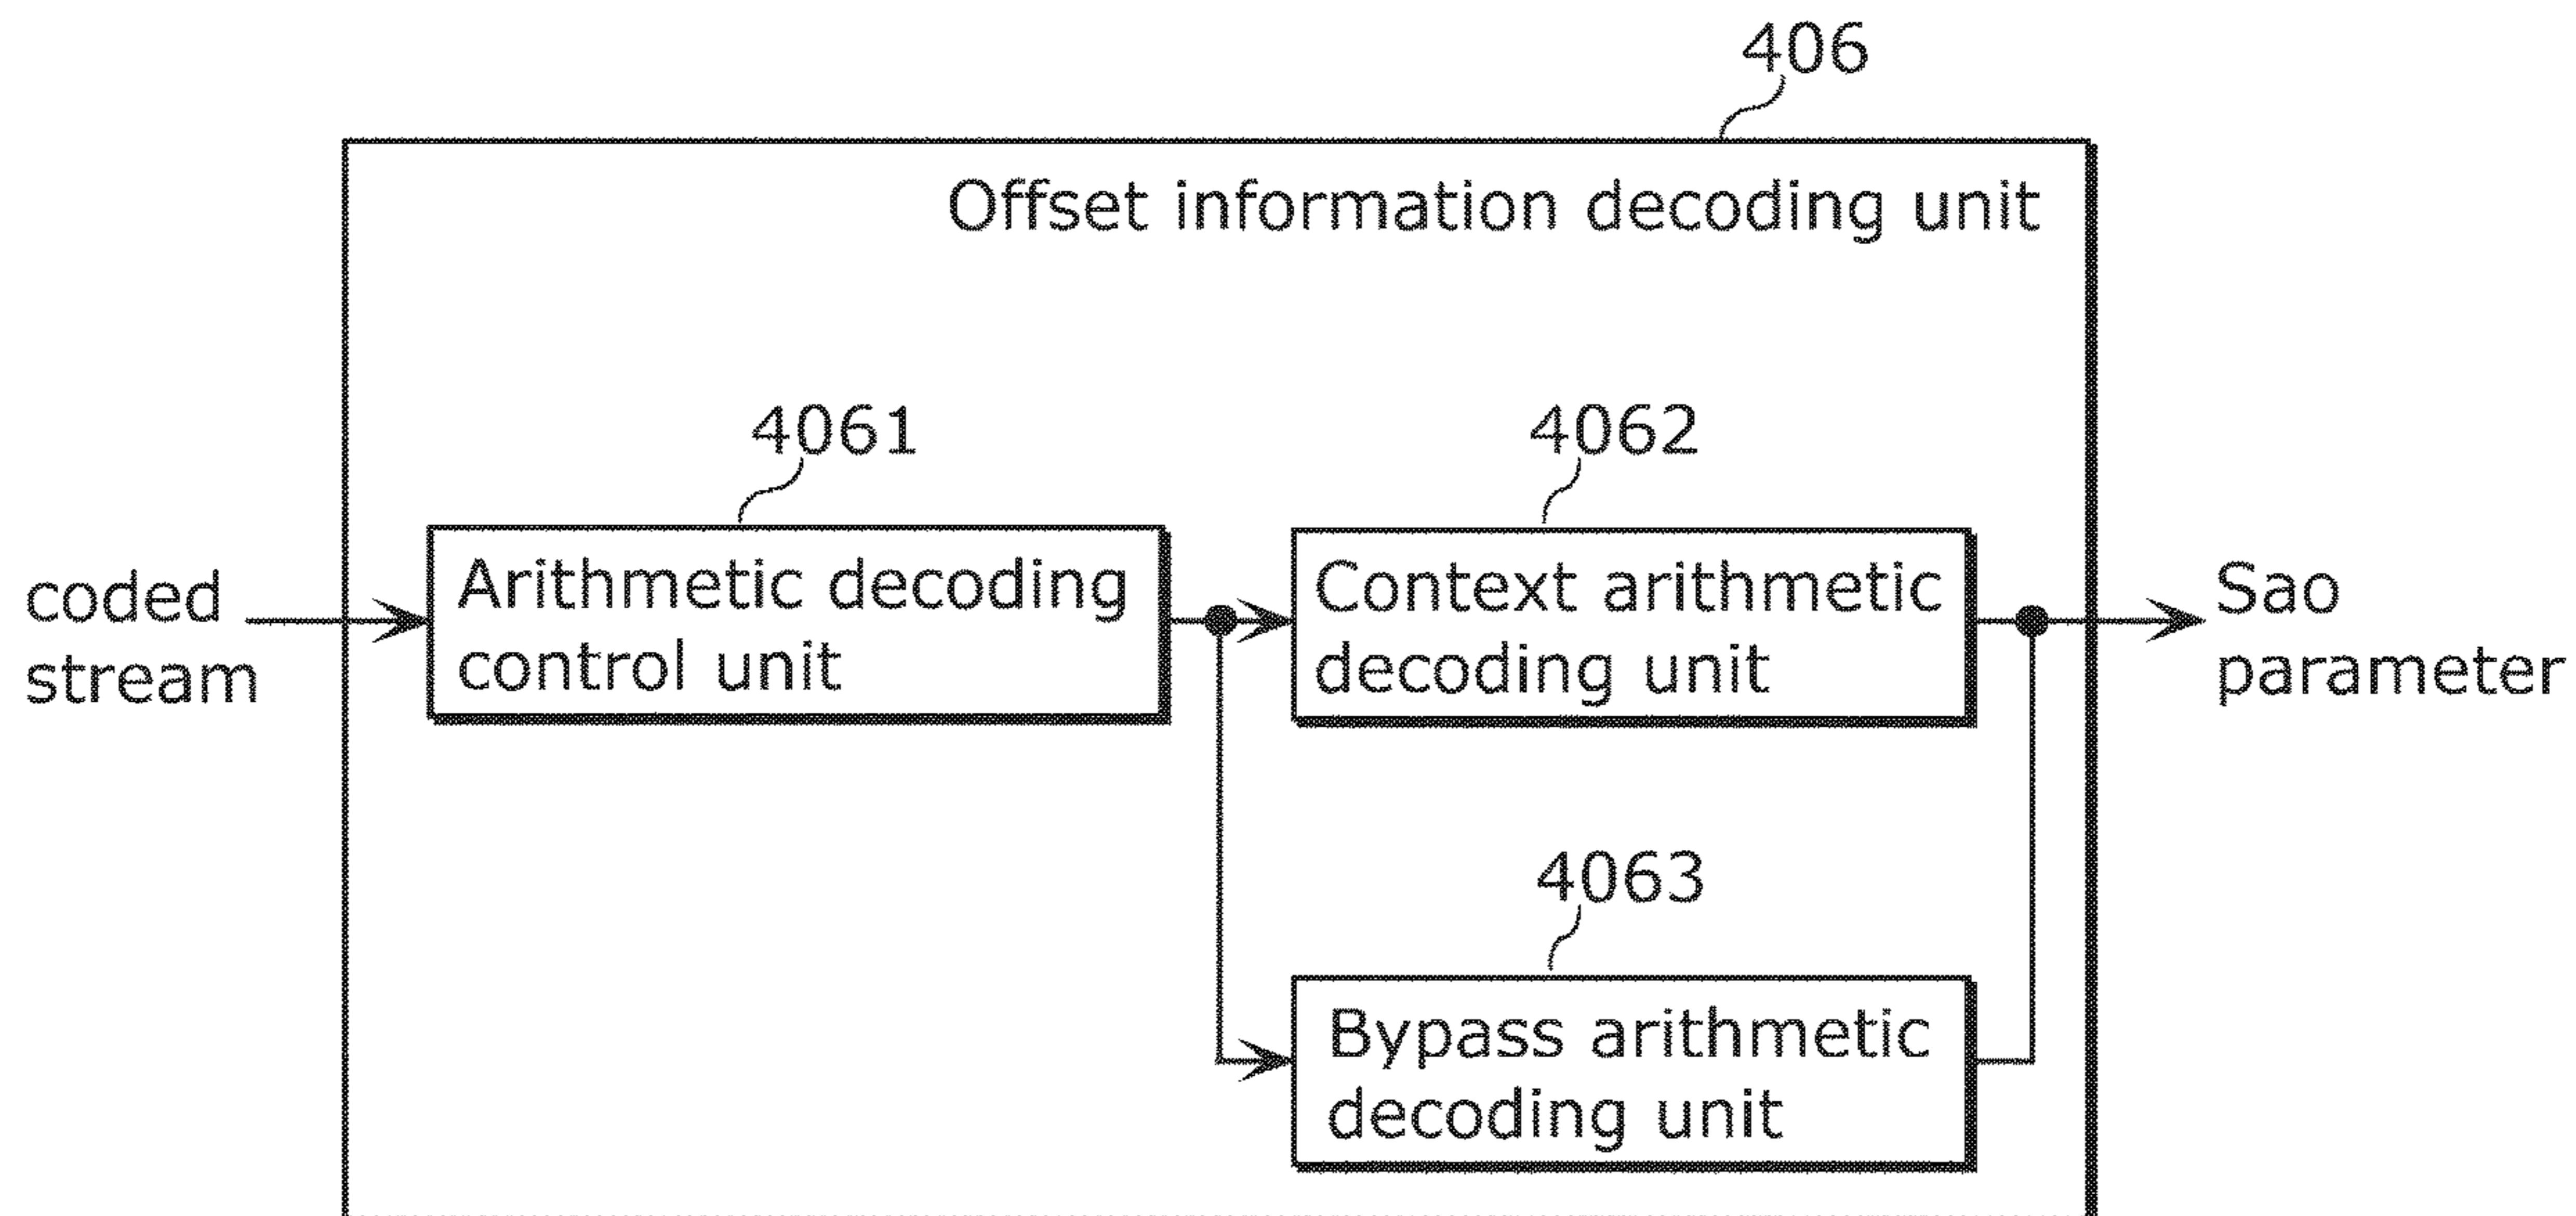 406
Offset information decoding unit
4061
4062
coded
stream
Arithmetic decoding
control unit
Context arithmetic
decoding unit
Sao
parameter
4063
Bypass arithmetic
decoding unit